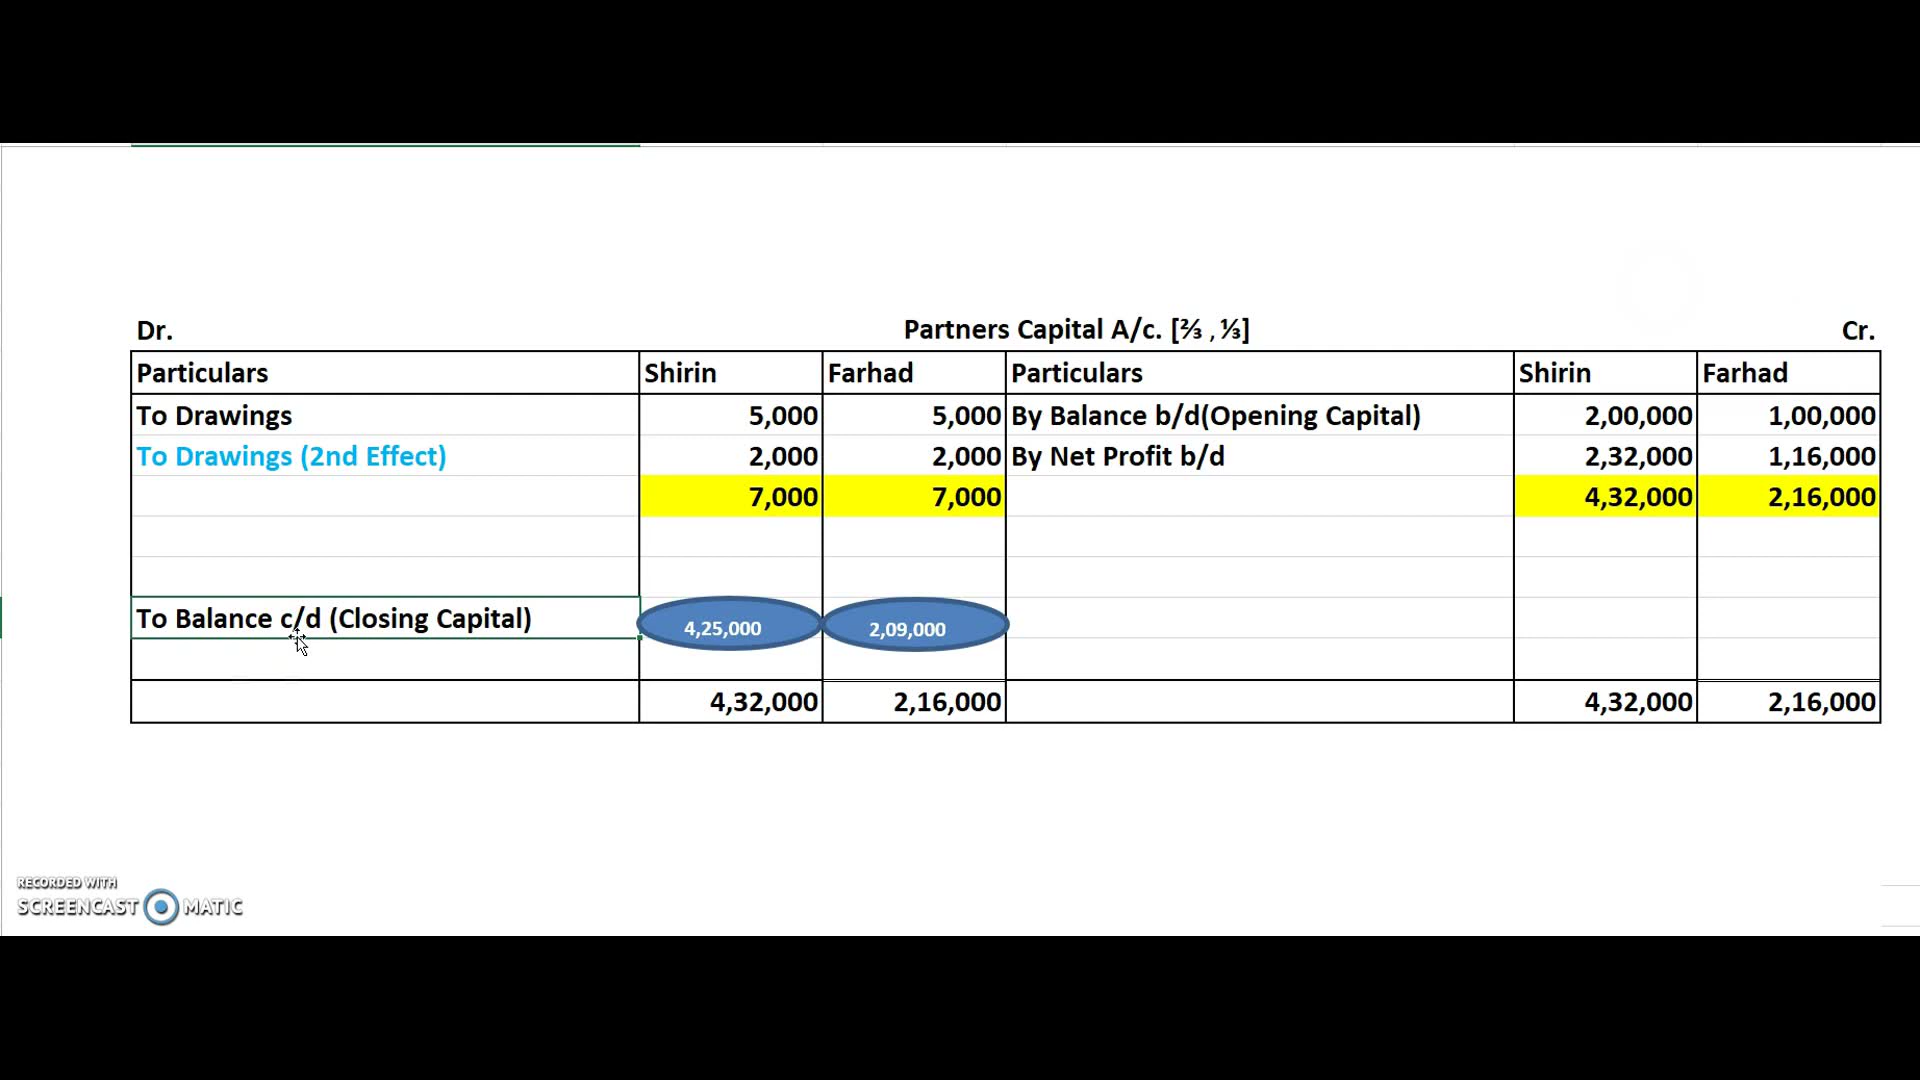 Dr. Partners Capital A/c. [⅔ , ⅓] Cr.
Particulars Shirin Farhad Particulars Shirin Farhad
To Drawings 5,000 5,000 By Balance b/d(Opening Capital) 2,00,000 1,00,000
To Drawings (2nd Effect) 2,000 2,000 By Net Profit b/d 2,32,000 1,16,000
7,000 7,000 4,32,000 2,16,000
To Balance c/d (Closing Capital) 4,25,000 2,09,000
4,32,000 2,16,000 4,32,000 2,16,000
RECORDED WITH
SCREENCAST MATIC